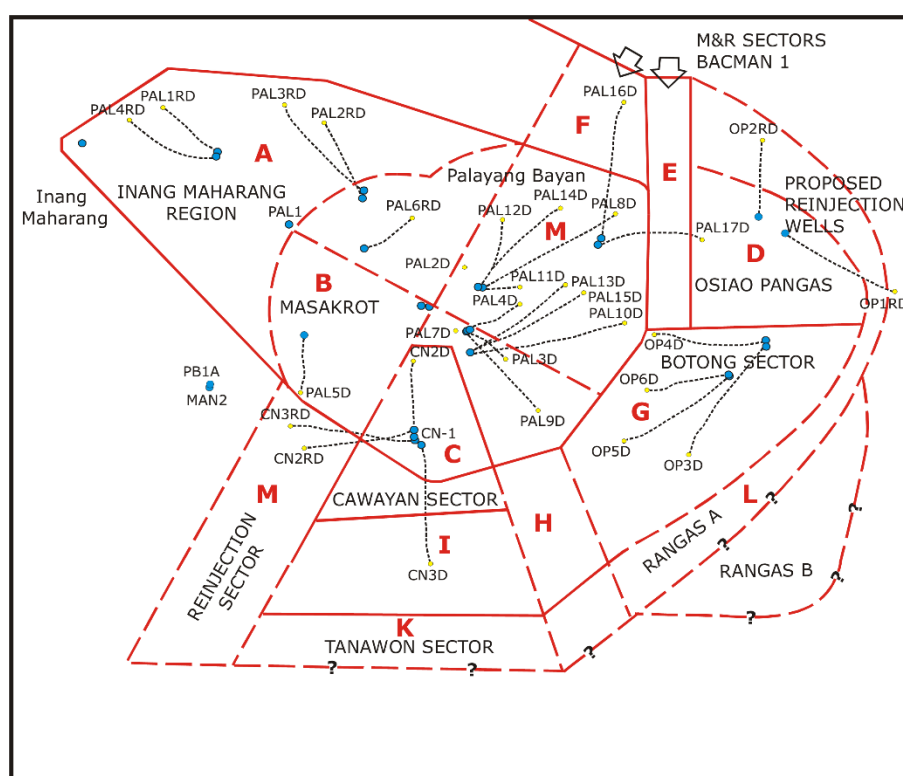 M&R SECTORS
BACMAN 1
PAL3RD
PAL1RD
PAL4RD
PAL2RD
PAL16D
F
OP2RD
A
E
Inang
Maharang
INANG MAHARANG
REGION
Palayang Bayan
PROPOSED
REINJECTION
WELLS
PAL14D
PAL12D
PAL8D
PAL6RD
PAL1
M
PAL17D
D
PAL2D
B
MASAKROT
PAL11D
PAL13D
PAL4D
PAL15D
PAL10D
OSIAO PANGAS
OP1RD
PAL7D
CN2D
PAL3D
OP4D
BOTONG SECTOR
PB1A
MAN2
PAL5D
OP6D
G
CN3RD
PAL9D
CN-1
CN2RD
C
OP5D
OP3D
M
CAWAYAN SECTOR
L
?
?
H
REINJECTION
SECTOR
I
RANGAS A
?
CN3D
RANGAS B
?
?
K
TANAWON SECTOR
?
?
?
?
?